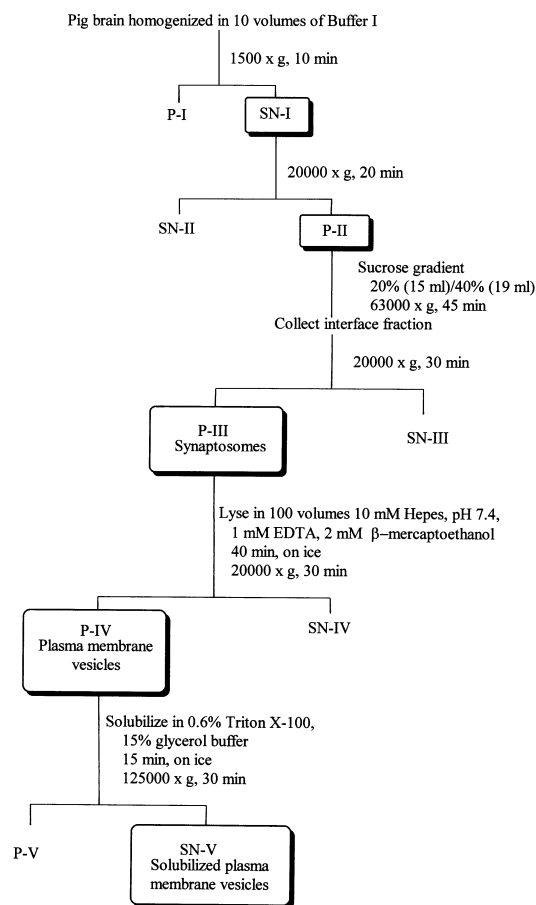 Pig brain homogenized in 10 volumes of Buffer I
1500 x g, 10 min
P-I
SN-I
20000 x g, 20 min
SN-II
P-II
Sucrose gradient
20% (15 ml)/40% (19 ml)
63000 x g, 45 min
Collect interface fraction
20000 x g, 30 min
P-III
Synaptosomes
SN-III
Lyse in 100 volumes 10 mM Hepes, pH 7.4,
1 mM EDTA, 2 mM β−mercaptoethanol
40 min, on ice
20000 x g, 30 min
P-IV
Plasma membrane
vesicles
SN-IV
Solubilize in 0.6% Triton X-100,
15% glycerol buffer
15 min, on ice
125000 x g, 30 min
P-V
SN-V
Solubilized plasma
membrane vesicles